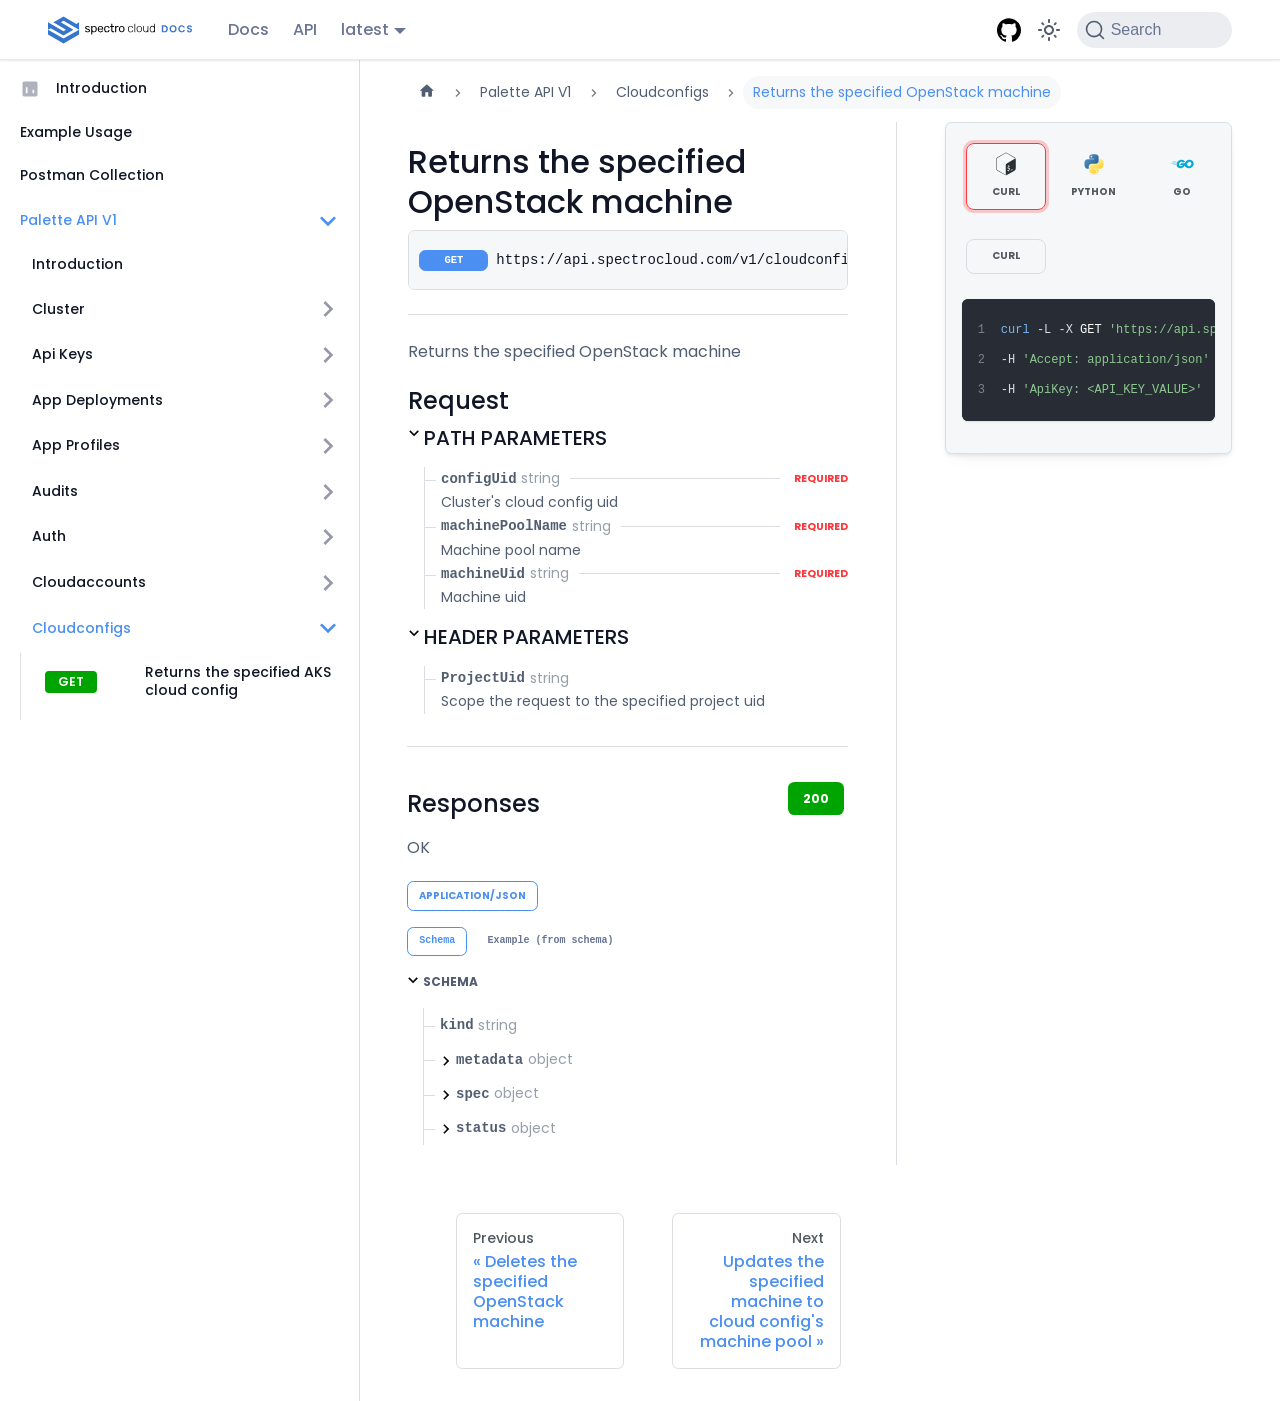 spectro cloud DOCS
Docs
API
latest
Search
Introduction
Example Usage
Postman Collection
Palette API V1
Introduction
Cluster
Api Keys
App Deployments
App Profiles
Audits
Auth
Cloudaccounts
Cloudconfigs
GET
Returns the specified AKS
cloud config
Palette API V1
Cloudconfigs
Returns the specified OpenStack machine
Returns the specified
OpenStack machine
GET
https://api.spectrocloud.com/v1/cloudconfi
Returns the specified OpenStack machine
Request
PATH PARAMETERS
configUid string
REQUIRED
Cluster's cloud config uid
machinePoolName string
REQUIRED
Machine pool name
machineUid string
REQUIRED
Machine uid
HEADER PARAMETERS
ProjectUid string
Scope the request to the specified project uid
Responses
200
OK
APPLICATION/JSON
Schema
Example (from schema)
SCHEMA
kind string
metadata object
spec object
status object
CURL
PYTHON
GO
CURL
1 curl -L -X GET 'https://api.sp
2 -H 'Accept: application/json'
3 -H 'ApiKey: <API_KEY_VALUE>'
Previous
« Deletes the
specified
OpenStack
machine
Next
Updates the
specified
machine to
cloud config's
machine pool »